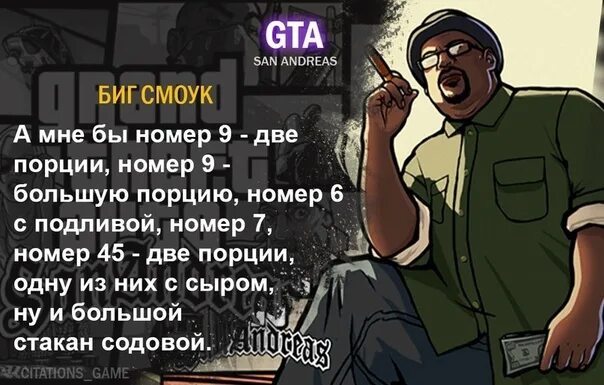 GTA
SAN ANDREAS
БИГ СМОУК
А мне бы номер 9 - две
порции, номер 9 -
большую порцию, номер 6
с подливой, номер 7,
номер 45 - две порции,
одну из них с сыром,
ну и большой
стакан содовой.
Andreas
CITATIONS_GAME